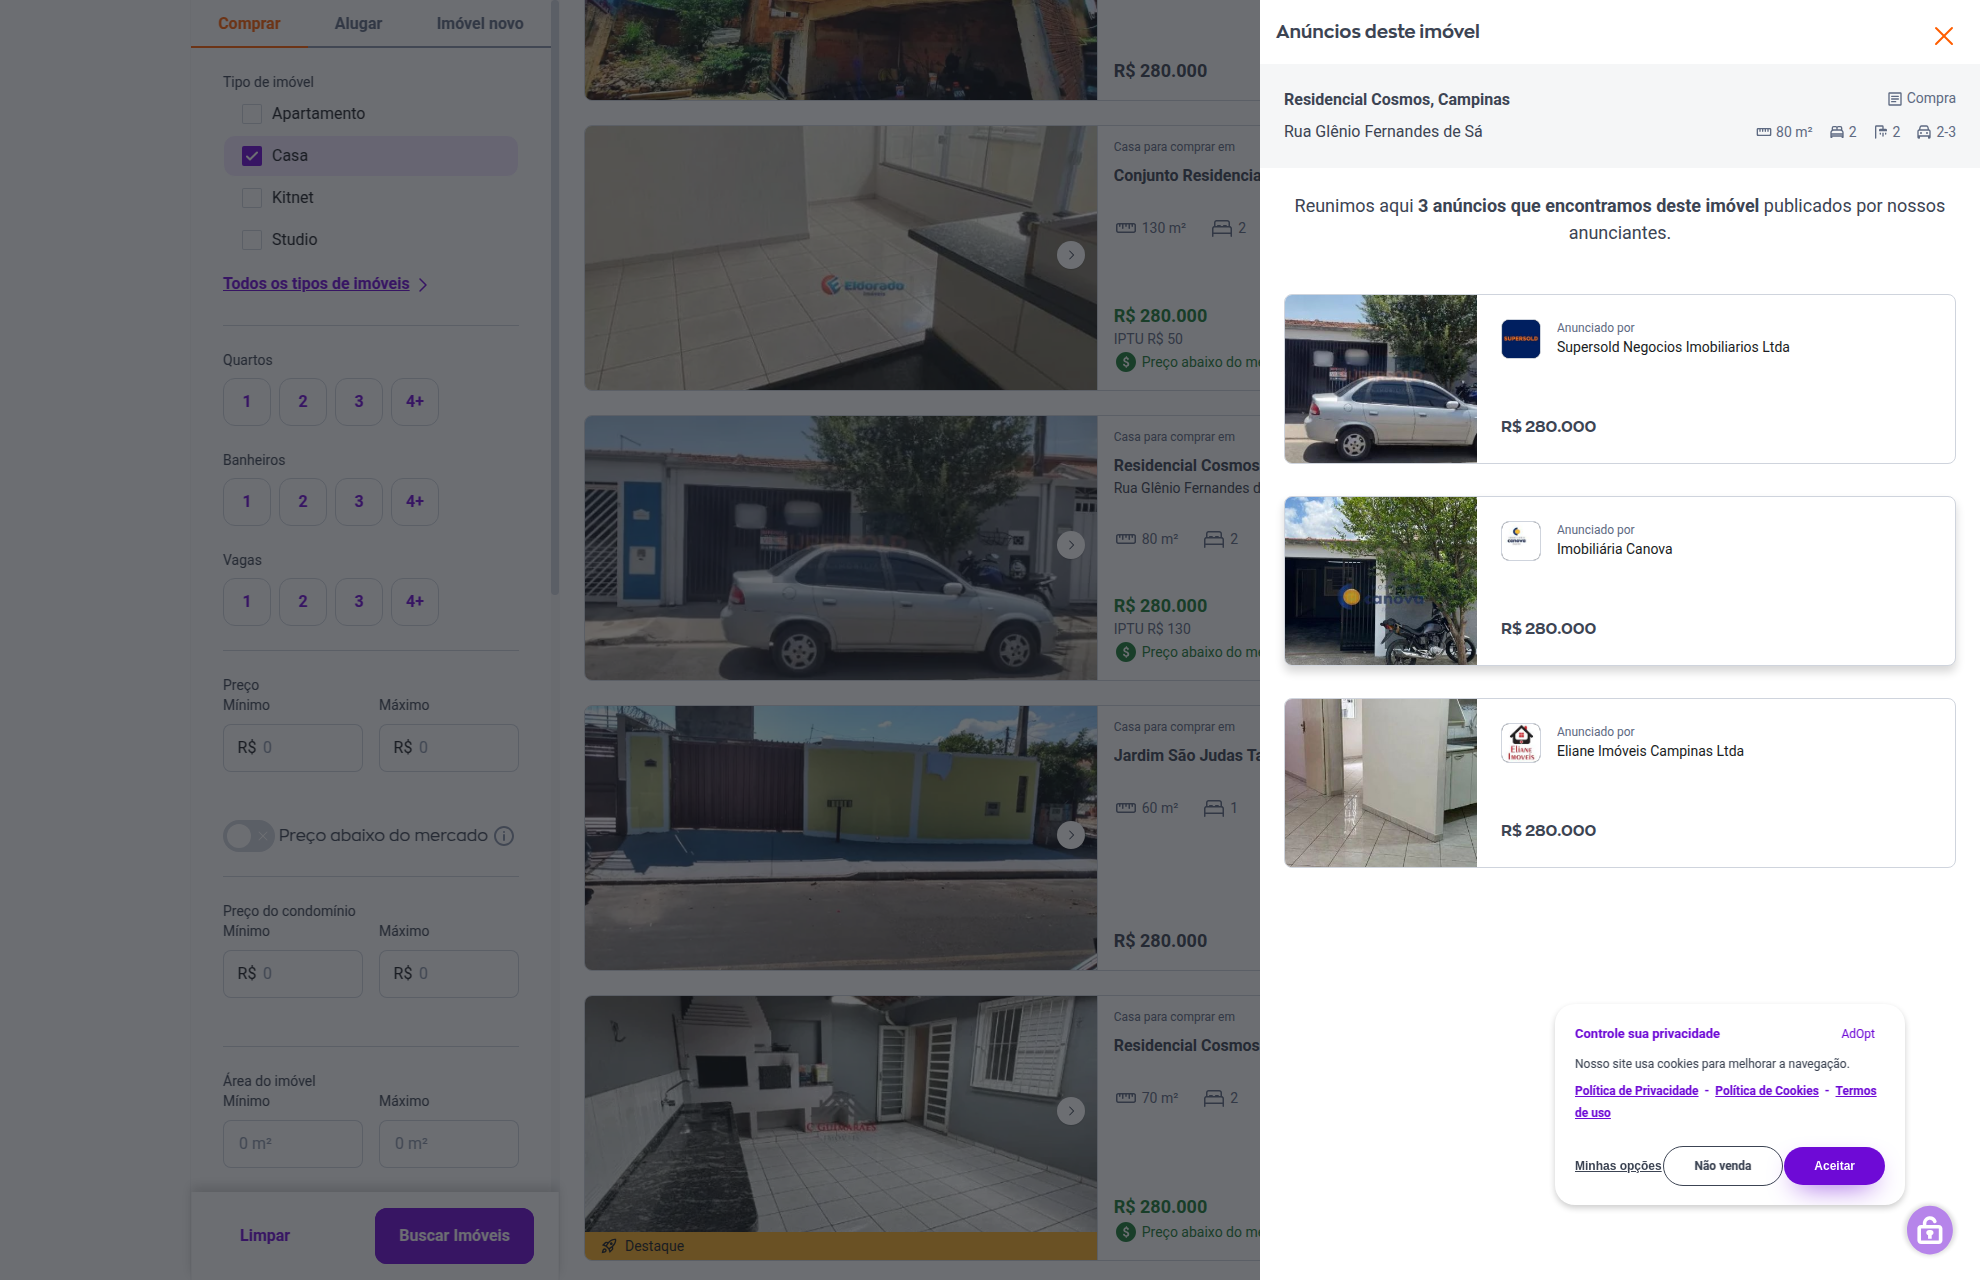 Comprar
Alugar
Imóvel novo
Tipo de imóvel
Apartamento
Casa
Kitnet
Studio
Todos os tipos de imóveis
Quartos
1
2
3
4+
Banheiros
1
2
3
4+
Vagas
1
2
3
4+
Preço
Mínimo
Máximo
R$ 0
R$ 0
Preço abaixo do mercado
Preço do condomínio
Mínimo
Máximo
R$ 0
R$ 0
Área do imóvel
Mínimo
Máximo
0 m²
0 m²
Limpar
Buscar Imóveis
R$ 280.000
Eldorado
Casa para comprar em
Conjunto Residencia
130 m²
2
R$ 280.000
IPTU R$ 50
Preço abaixo do me
SUPERSOLD
Casa para comprar em
Residencial Cosmos
Rua Glênio Fernandes d
80 m²
2
R$ 280.000
IPTU R$ 130
Preço abaixo do me
Casa para comprar em
Jardim São Judas Ta
60 m²
1
R$ 280.000
C. GUIMARÃES
Destaque
Casa para comprar em
Residencial Cosmos
70 m²
2
R$ 280.000
Preço abaixo do me
Anúncios deste imóvel
Residencial Cosmos, Campinas
Compra
Rua Glênio Fernandes de Sá
80 m²
2
2
2-3
Reunimos aqui 3 anúncios que encontramos deste imóvel publicados por nossos
anunciantes.
SUPERSOLD
Anunciado por
Supersold Negocios Imobiliarios Ltda
R$ 280.000
canova
canova
Anunciado por
Imobiliária Canova
R$ 280.000
ELIANE
IMÓVEIS
Anunciado por
Eliane Imóveis Campinas Ltda
R$ 280.000
Controle sua privacidade
AdOpt
Nosso site usa cookies para melhorar a navegação.
Política de Privacidade - Política de Cookies - Termos
de uso
Minhas opções
Não venda
Aceitar